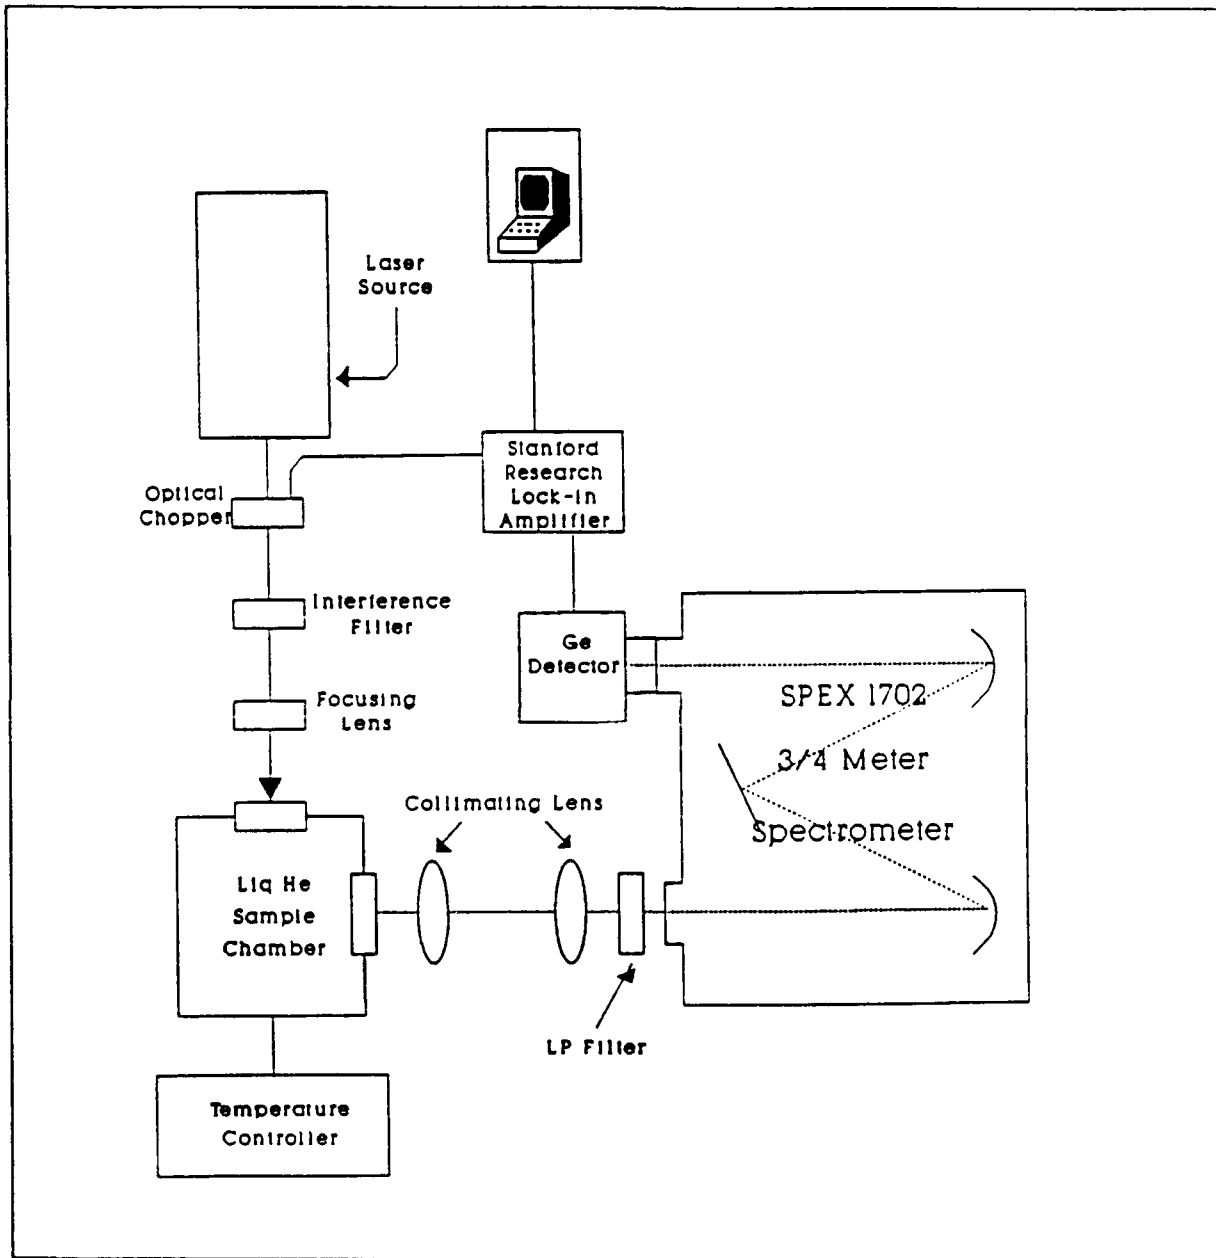 Laser
Source
Stanford
Research
Lock-in
Amplifier
Optical
Chopper
Interference
Filter
Ge
Detector
SPEX 1702
3/4 Meter
Spectrometer
Focusing
Lens
Collimating Lens
Liq He
Sample
Chamber
LP Filter
Temperature
Controller